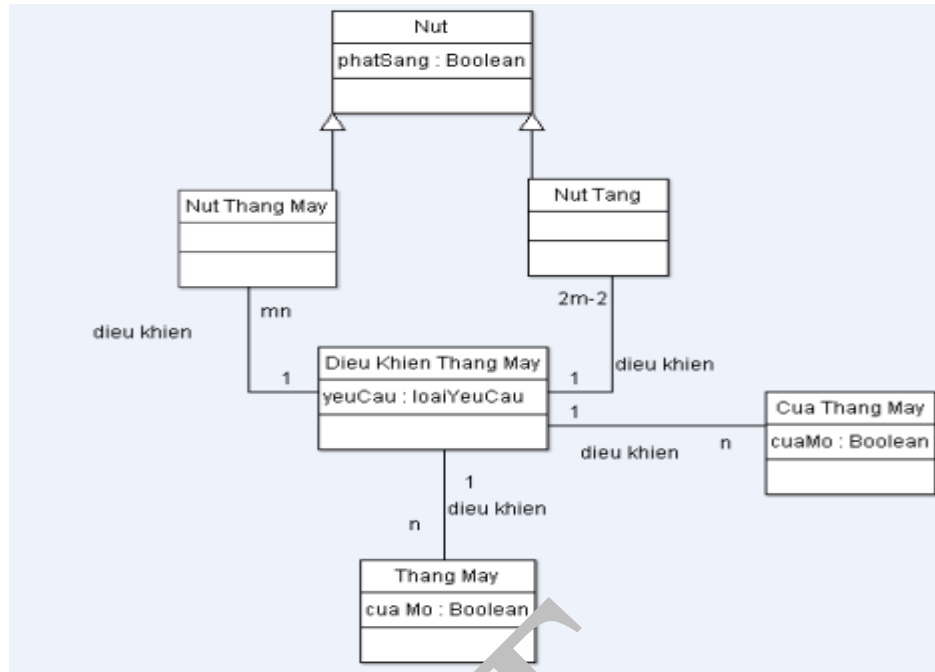 Nut
phatSang : Boolean
Nut Thang May
Nut Tang
mn
2m-2
dieu khien
dieu khien
1
Dieu Khien Thang May
1
yeuCau : loaiYeuCau
1
Cua Thang May
cuaMo : Boolean
dieu khien
n
1
dieu khien
n
Thang May
cua Mo : Boolean
T